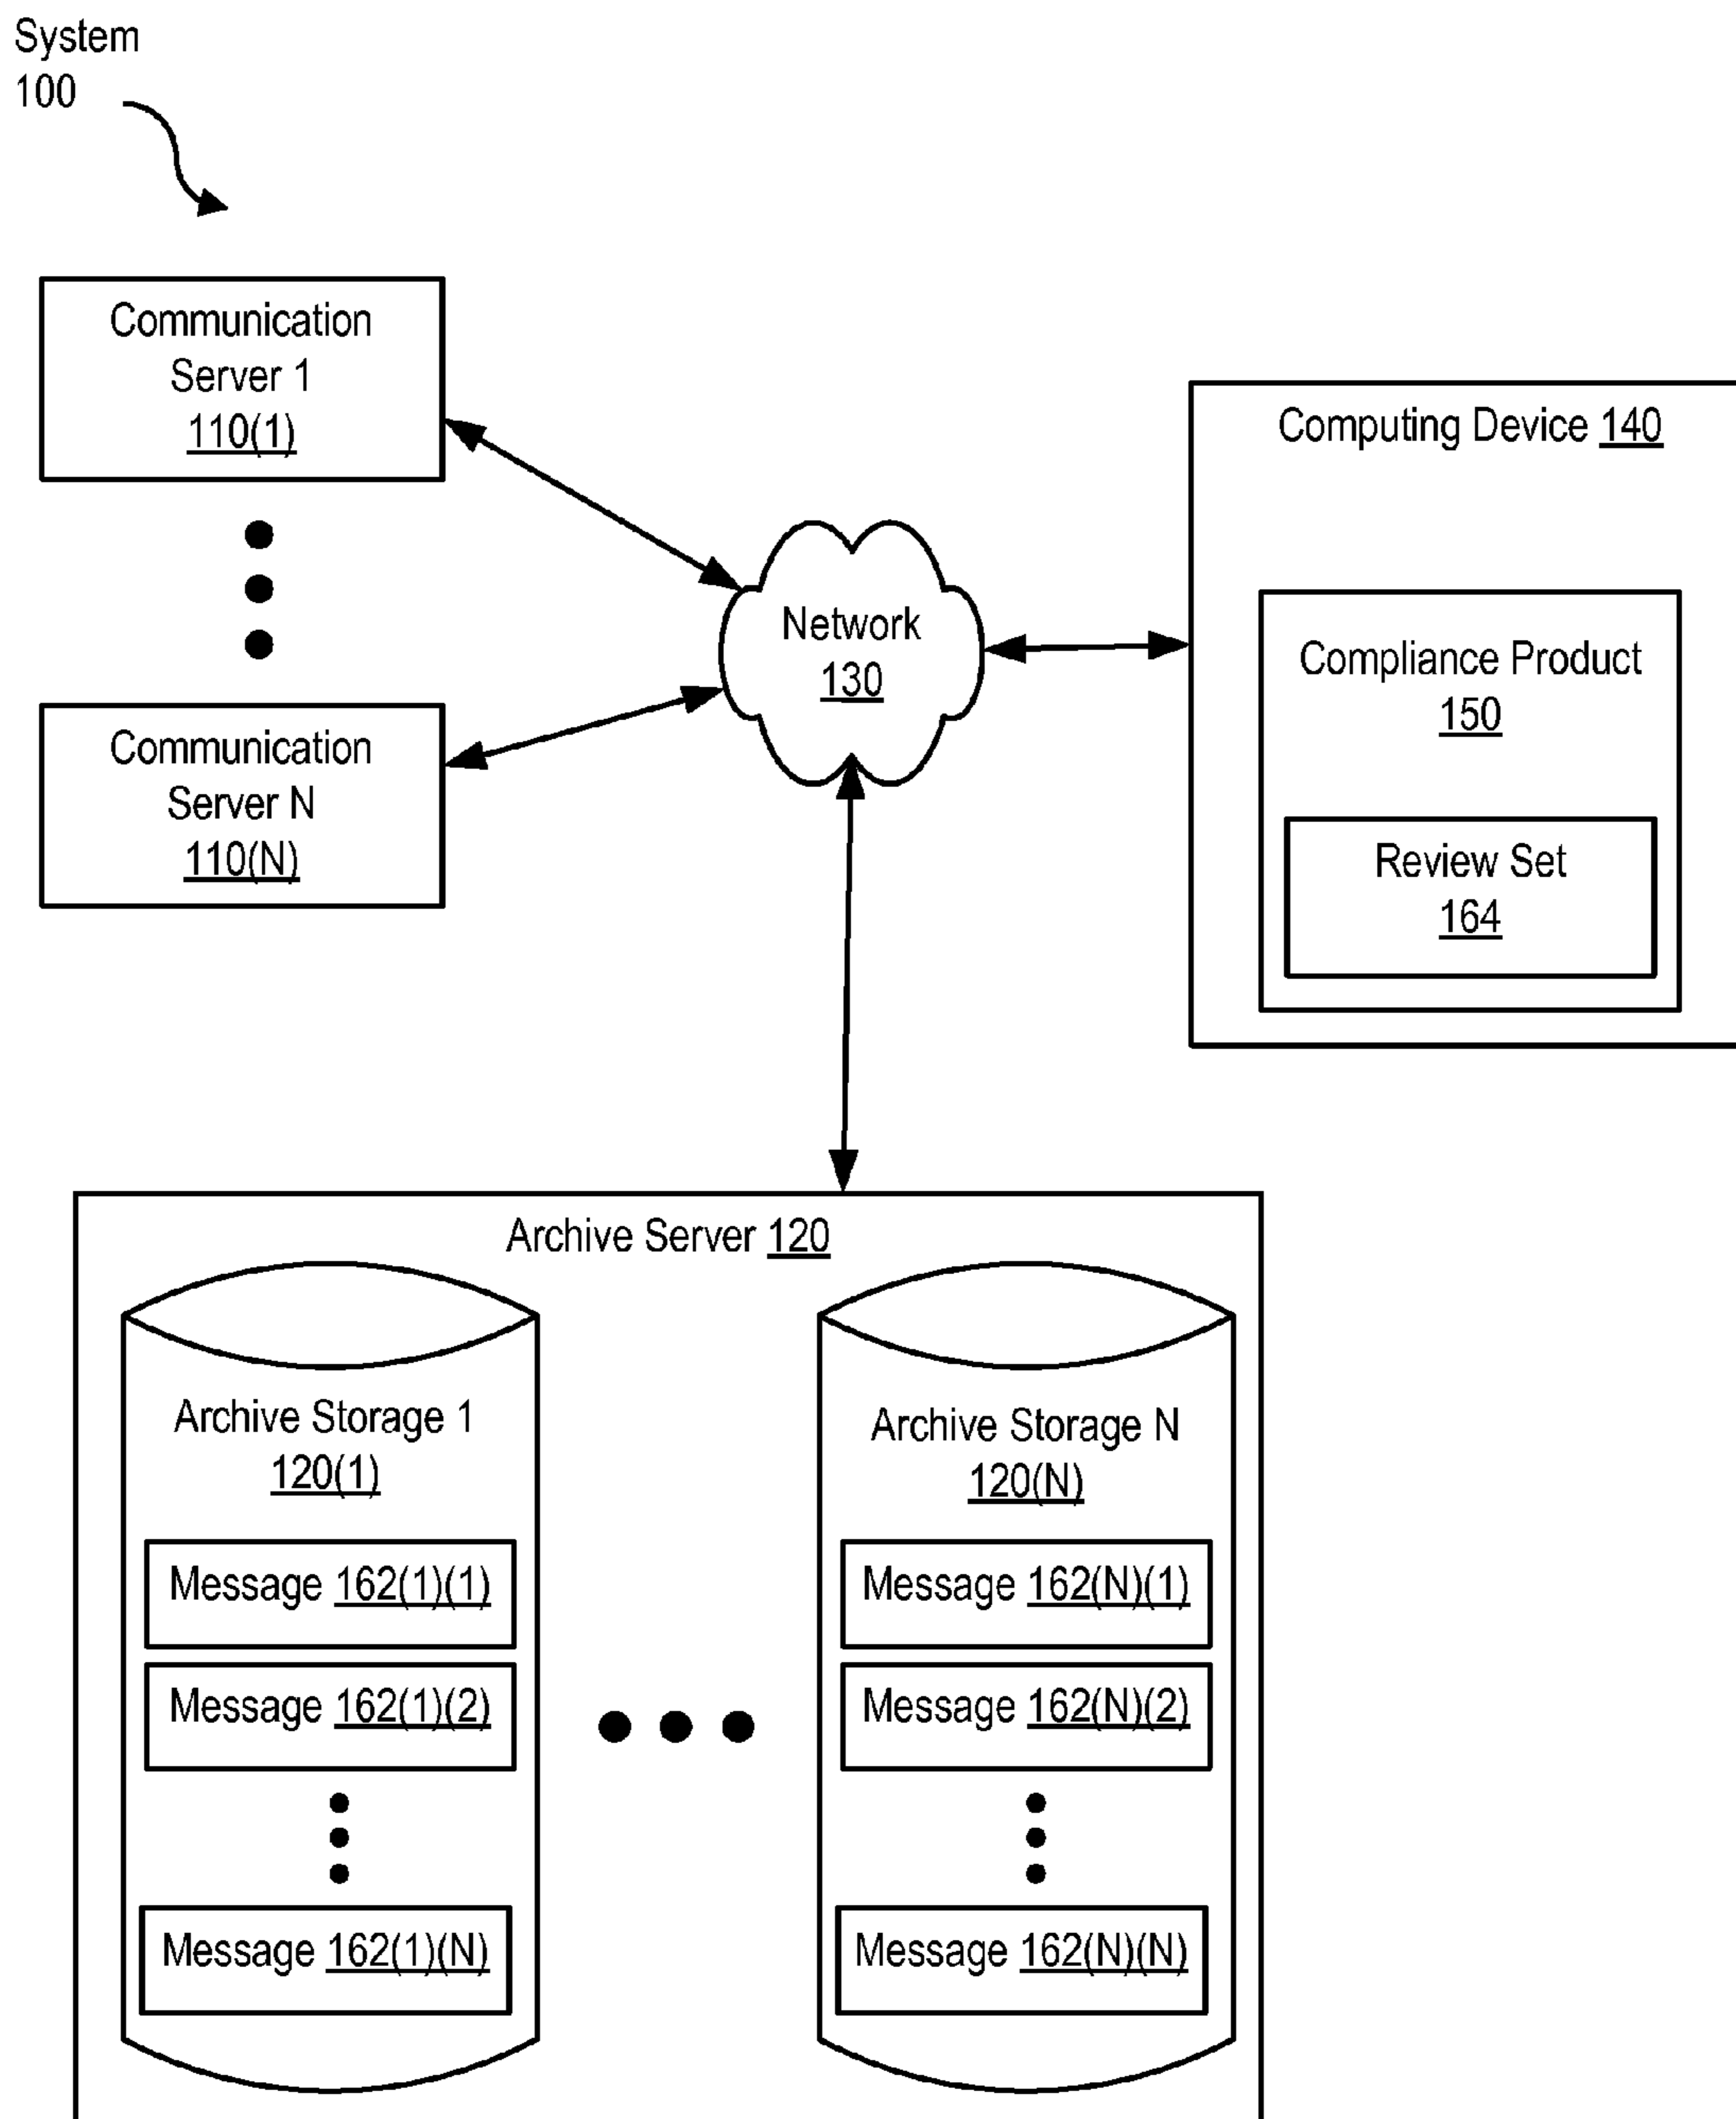 System
100
Communication
Server 1
110(1)
Communication
Server N
110(N)
Network
130
Computing Device 140
Compliance Product
150
Review Set
164
Archive Server 120
Archive Storage 1
120(1)
Message 162(1)(1)
Message 162(1)(2)
Message 162(1)(N)
Archive Storage N
120(N)
Message 162(N)(1)
Message 162(N)(2)
Message 162(N)(N)